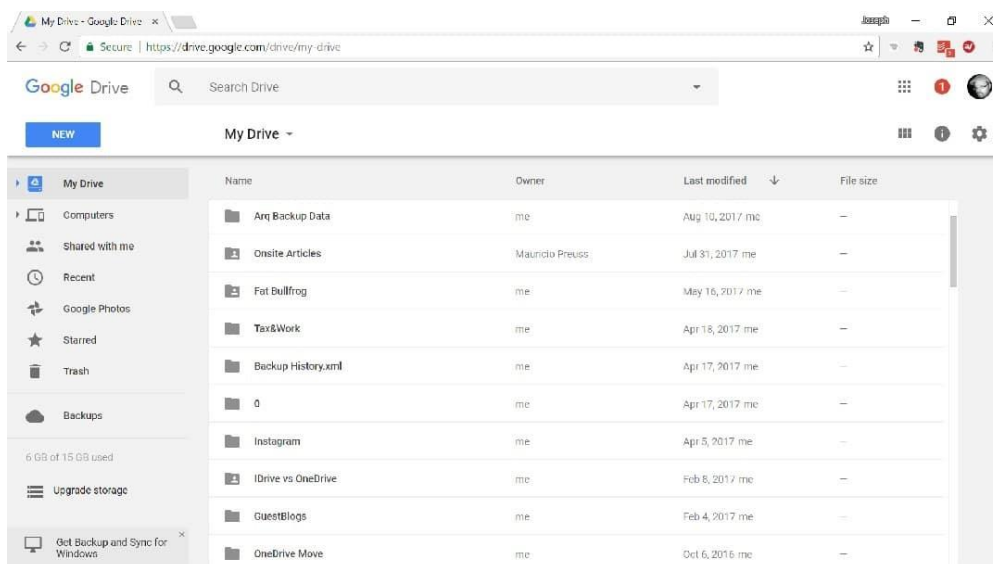 My Drive - Google Drive
Joseph
Secure | https://drive.google.com/drive/my-drive
1
Google Drive
Search Drive
1
NEW
My Drive
My Drive
Computers
Shared with me
Recent
Google Photos
Starred
Trash
Backups
6 GB of 15 GB used
Upgrade storage
Get Backup and Sync for
Windows
Name Owner Last modified File size
Arq Backup Data me Aug 10, 2017 me —
Onsite Articles Mauricio Preuss Jul 31, 2017 me —
Fat Bullfrog me May 16, 2017 me —
Tax&Work me Apr 18, 2017 me —
Backup History.xml me Apr 17, 2017 me —
0 me Apr 17, 2017 me —
Instagram me Apr 5, 2017 me —
IDrive vs OneDrive me Feb 8, 2017 me —
GuestBlogs me Feb 4, 2017 me —
OneDrive Move me Oct 6, 2016 me —